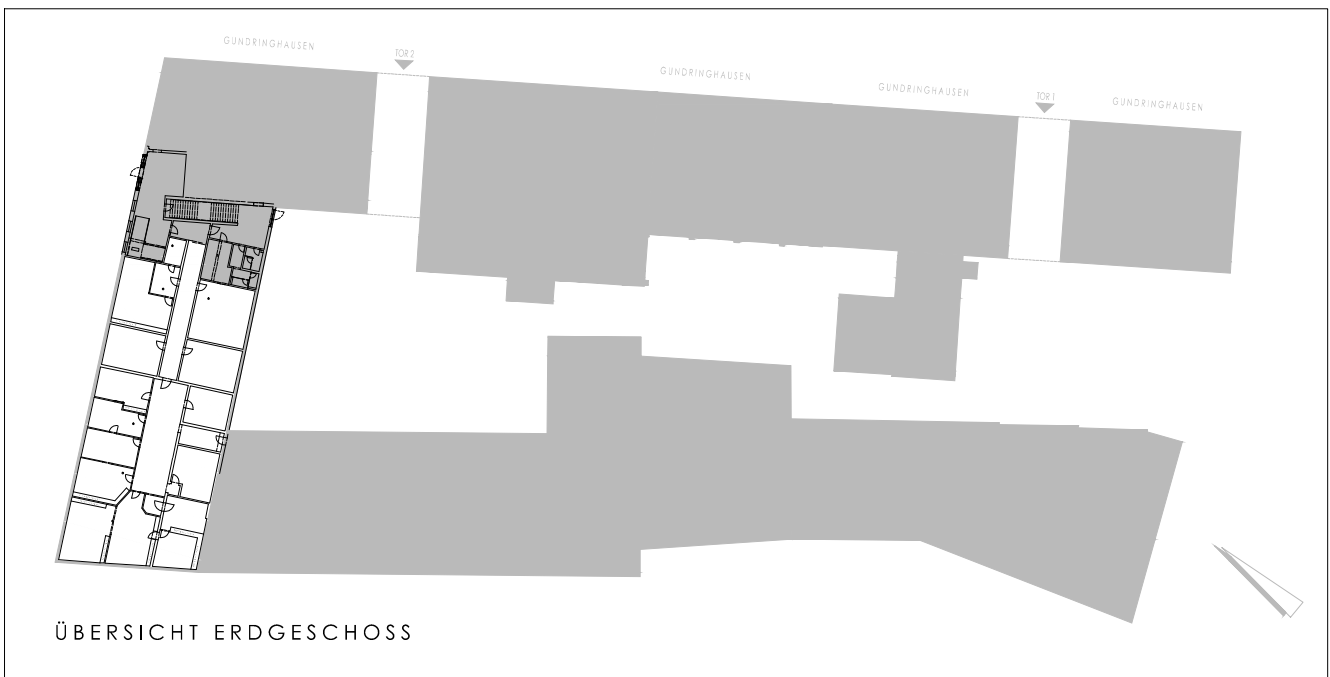 GUNDRINGHAUSEN
TOR 2
GUNDRINGHAUSEN
GUNDRINGHAUSEN
TOR 1
GUNDRINGHAUSEN
ÜBERSICHT ERDGESCHOSS